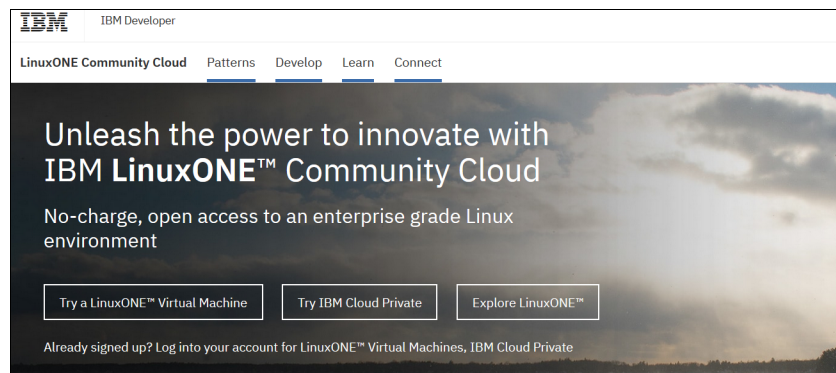 IBM IBM Developer
LinuxONE Community Cloud Patterns Develop Learn Connect
Unleash the power to innovate with
IBM LinuxONE™ Community Cloud
No-charge, open access to an enterprise grade Linux
environment
Try a LinuxONE™ Virtual Machine Try IBM Cloud Private Explore LinuxONE™
Already signed up? Log into your account for LinuxONE™ Virtual Machines, IBM Cloud Private